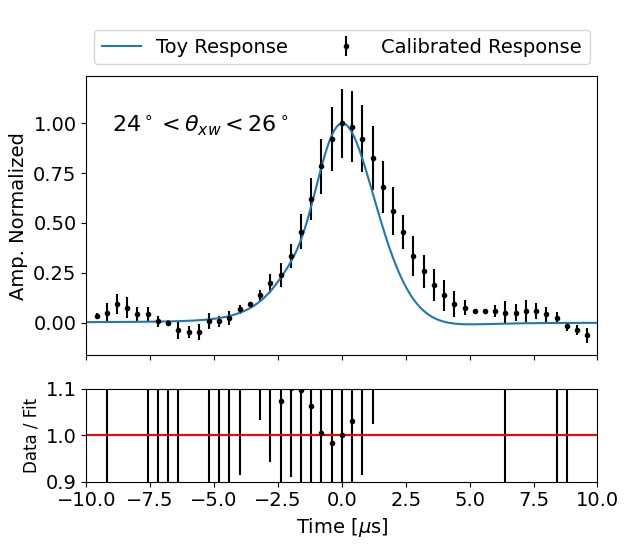 Toy Response Calibrated Response
24° < θxw < 26°
Amp. Normalized
1.00
0.75
0.50
0.25
0.00
Data / Fit
1.1
1.0
0.9
−10.0 −7.5 −5.0 −2.5 0.0 2.5 5.0 7.5 10.0
Time [μs]